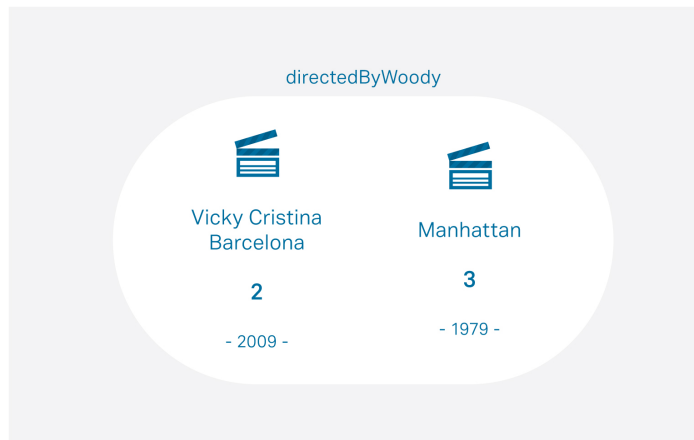 directedByWoody
Vicky Cristina
Barcelona
2
- 2009 -
Manhattan
3
- 1979 -